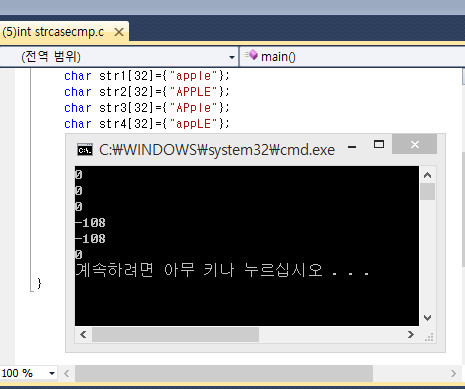 (5)int strcasecmp.c
(전역 범위) main()
char str1[32]={"apple"};
char str2[32]={"APPLE"};
char str3[32]={"APple"};
char str4[32]={"appLE"};
C:₩WINDOWS₩system32₩cmd.exe
0
0
0
-108
-108
0
계속하려면 아무 키나 누르십시오 . . .
}
100 %